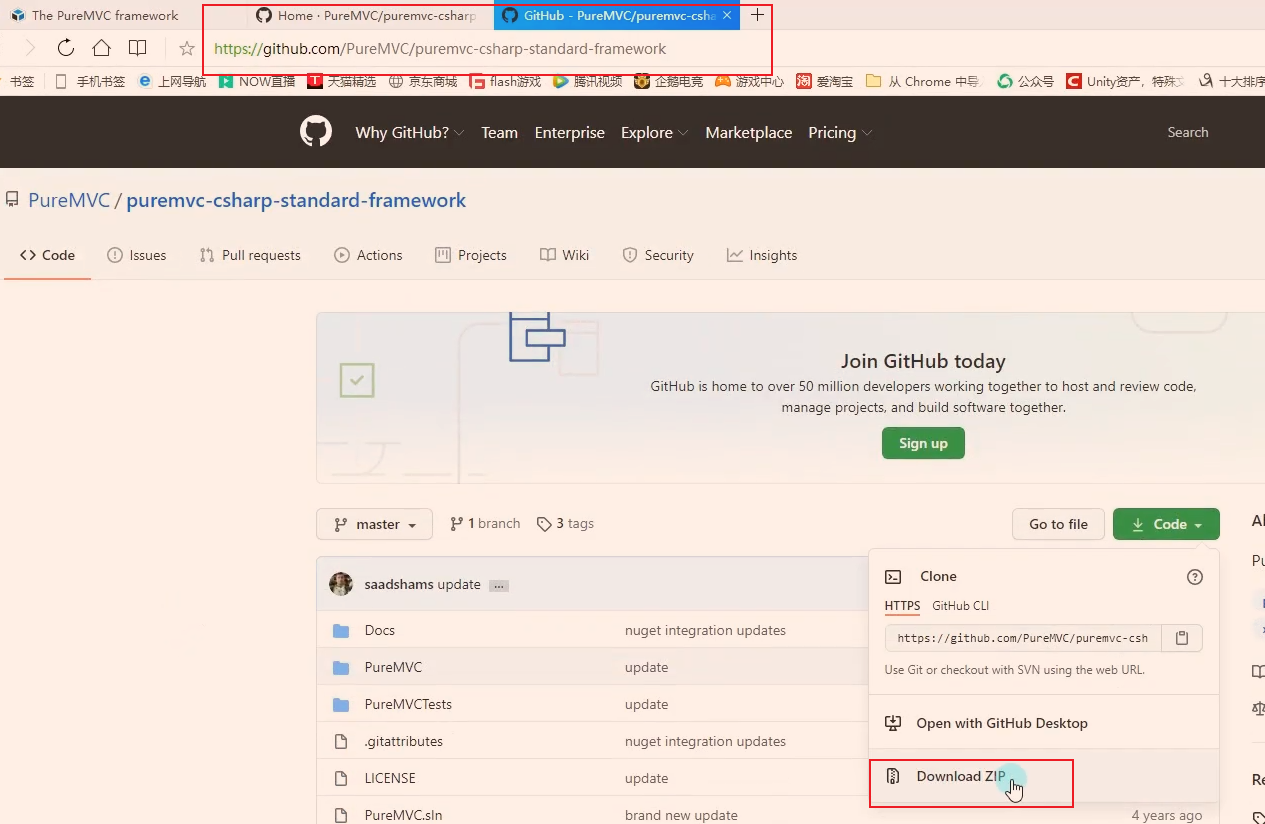 The PureMVC framework
Home · PureMVC/puremvc-csharp
GitHub - PureMVC/puremvc-csha
https://github.com/PureMVC/puremvc-csharp-standard-framework
书签 手机书签 上网导航 NOW直播 天猫精选 京东商城 flash游戏 腾讯视频 企鹅电竞 游戏中心 爱淘宝 从 Chrome 中导 公众号 Unity资产，特殊 十大排序
Why GitHub? Team Enterprise Explore Marketplace Pricing Search
PureMVC / puremvc-csharp-standard-framework
Code Issues Pull requests Actions Projects Wiki Security Insights
Join GitHub today
GitHub is home to over 50 million developers working together to host and review code,
manage projects, and build software together.
Sign up
master 1 branch 3 tags Go to file Code
saadshams update ...
Clone
HTTPS GitHub CLI
https://github.com/PureMVC/puremvc-csh
Use Git or checkout with SVN using the web URL.
Open with GitHub Desktop
Download ZIP
Docs nuget integration updates
PureMVC update
PureMVCTests update
.gitattributes nuget integration updates
LICENSE update
PureMVC.sln brand new update 4 years ago